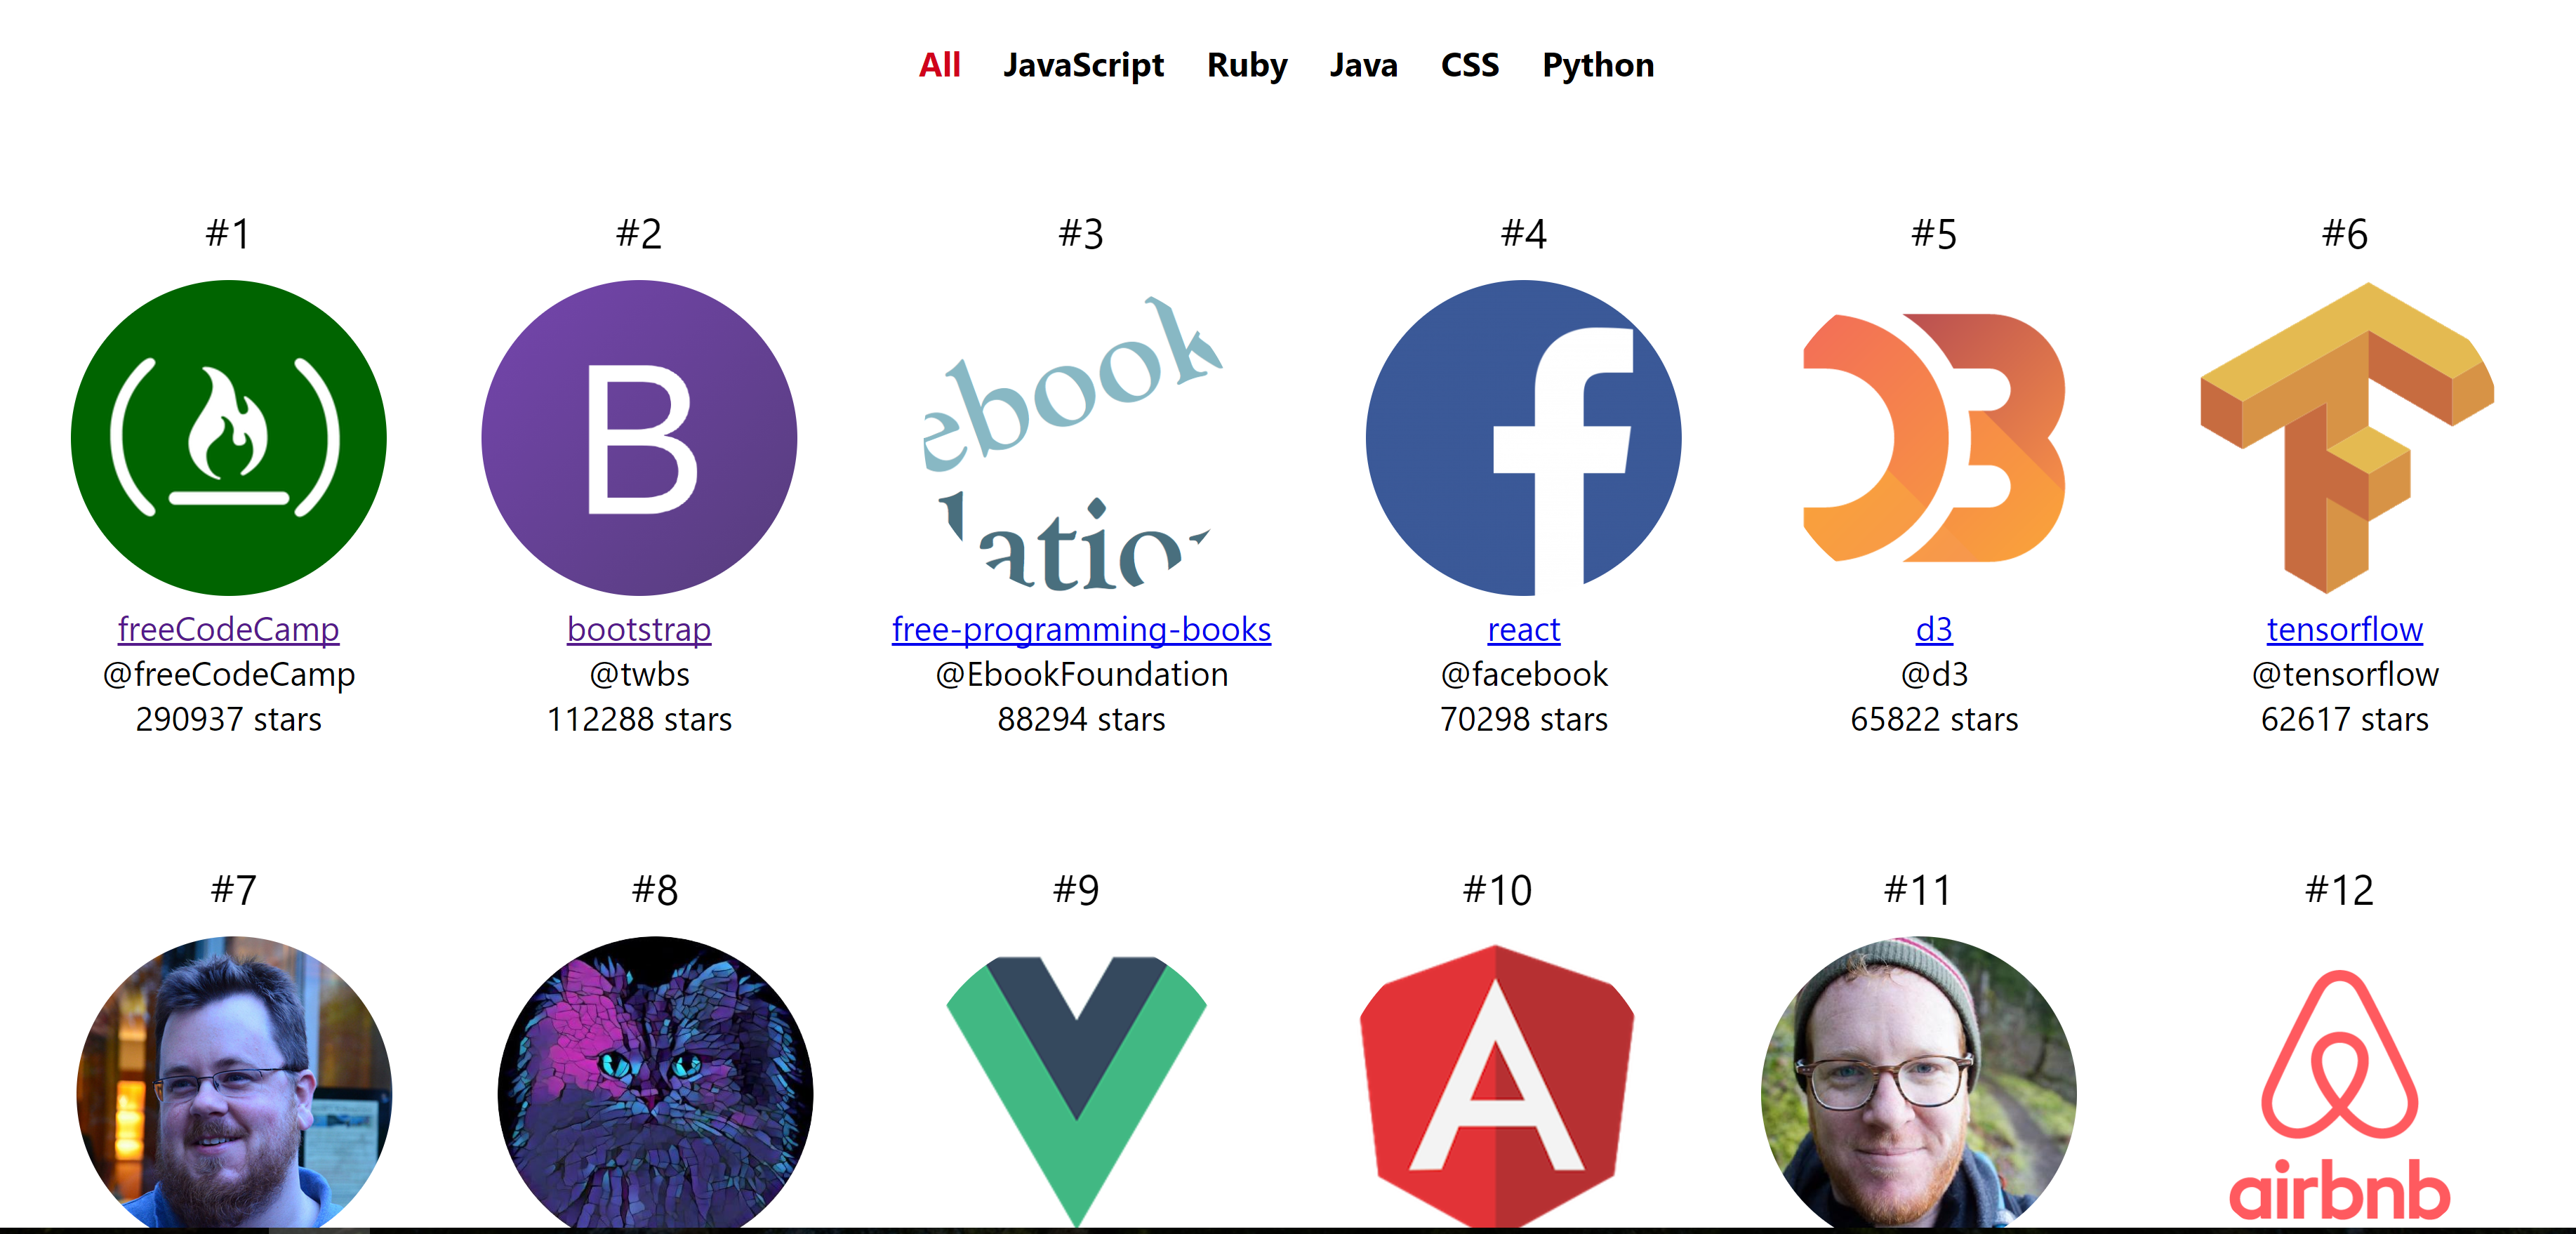 All JavaScript Ruby Java CSS Python
#1 #2 #3 #4 #5 #6
B
ebook
f
D3
lation
freeCodeCamp bootstrap free-programming-books react d3 tensorflow
@freeCodeCamp @twbs @EbookFoundation @facebook @d3 @tensorflow
290937 stars 112288 stars 88294 stars 70298 stars 65822 stars 62617 stars
#7 #8 #9 #10 #11 #12
A
airbnb